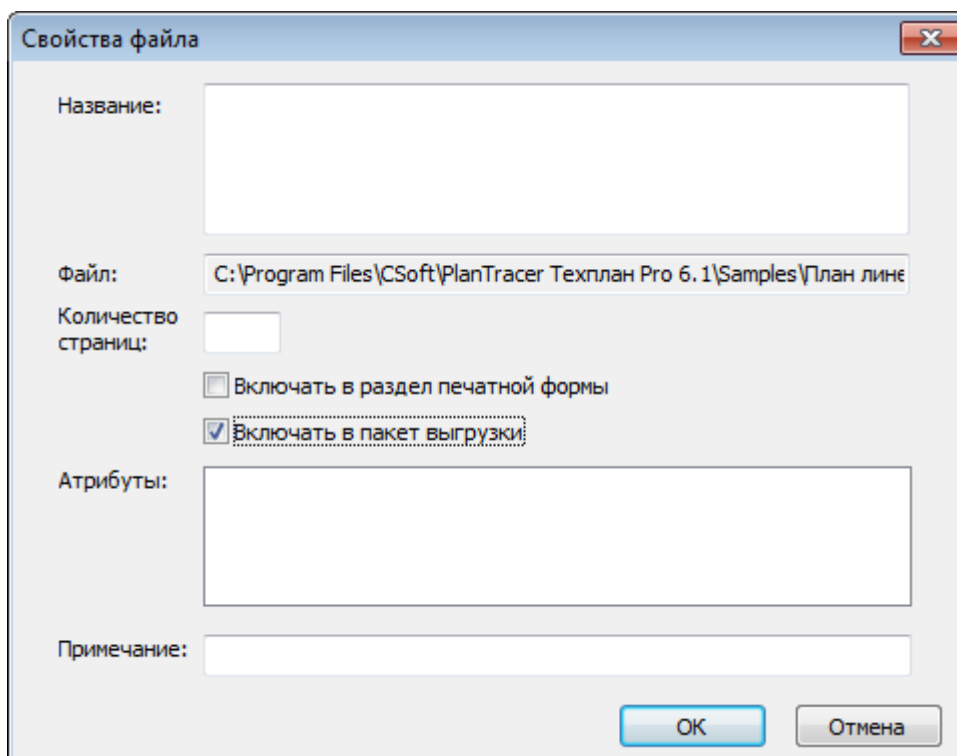 Свойства файла
Название:
Файл: C:\Program Files\CSoft\PlanTracer Техплан Pro 6.1\Samples\План лине
Количество
страниц:
Включать в раздел печатной формы
Включать в пакет выгрузки
Атрибуты:
Примечание:
OK Отмена